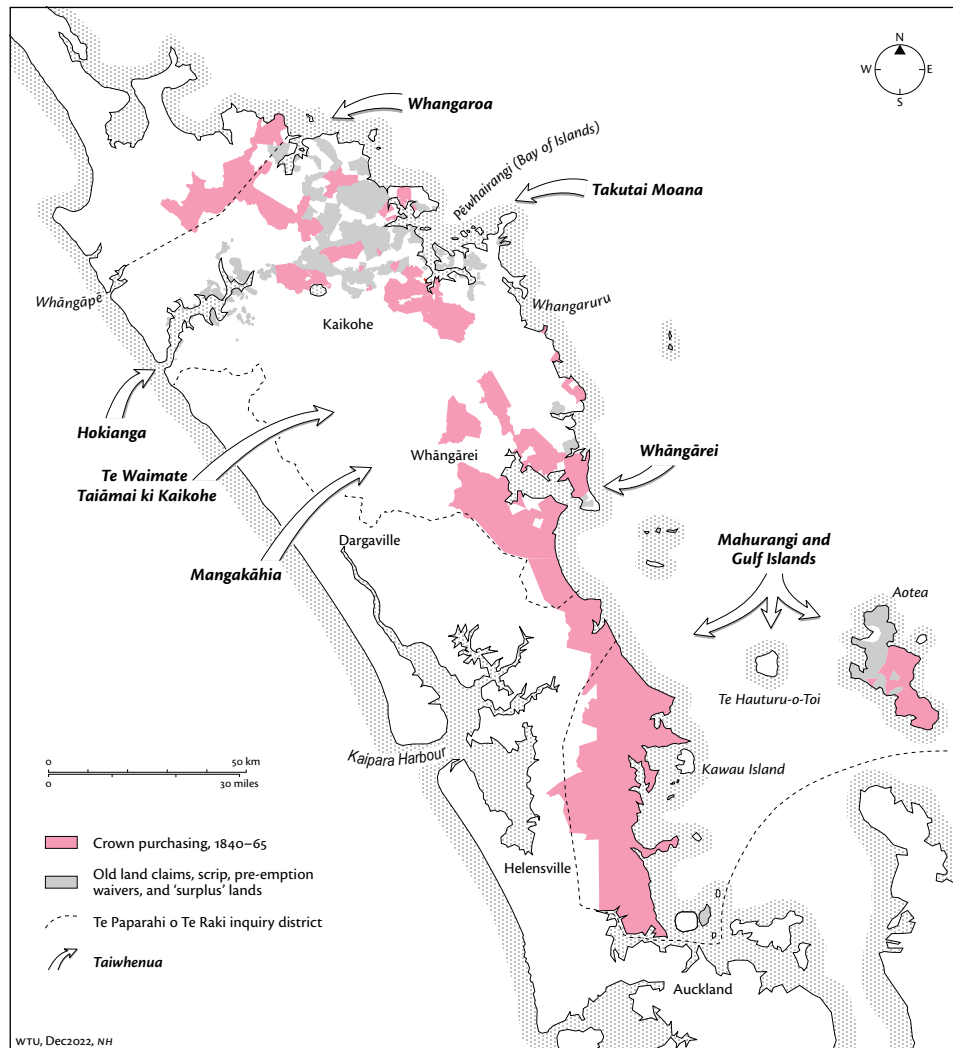 N
W
E
S
Whangaroa
Pēwhairangi (Bay of Islands)
Takutai Moana
Whāngāpē
Whangaruru
Kaikohe
Hokianga
Te Waimate
Taiāmai ki Kaikohe
Whāngārei
Whāngārei
Mangakāhia
Dargaville
Mahurangi and
Gulf Islands
Aotea
Te Hauturu-o-Toi
Kaipara Harbour
Kawau Island
0
50 km
0
30 miles
Crown purchasing, 1840–65
Old land claims, scrip, pre-emption
waivers, and ‘surplus’ lands
Te Paparahi o Te Raki inquiry district
Taiwhenua
Helensville
Auckland
WTU, Dec2022, NH